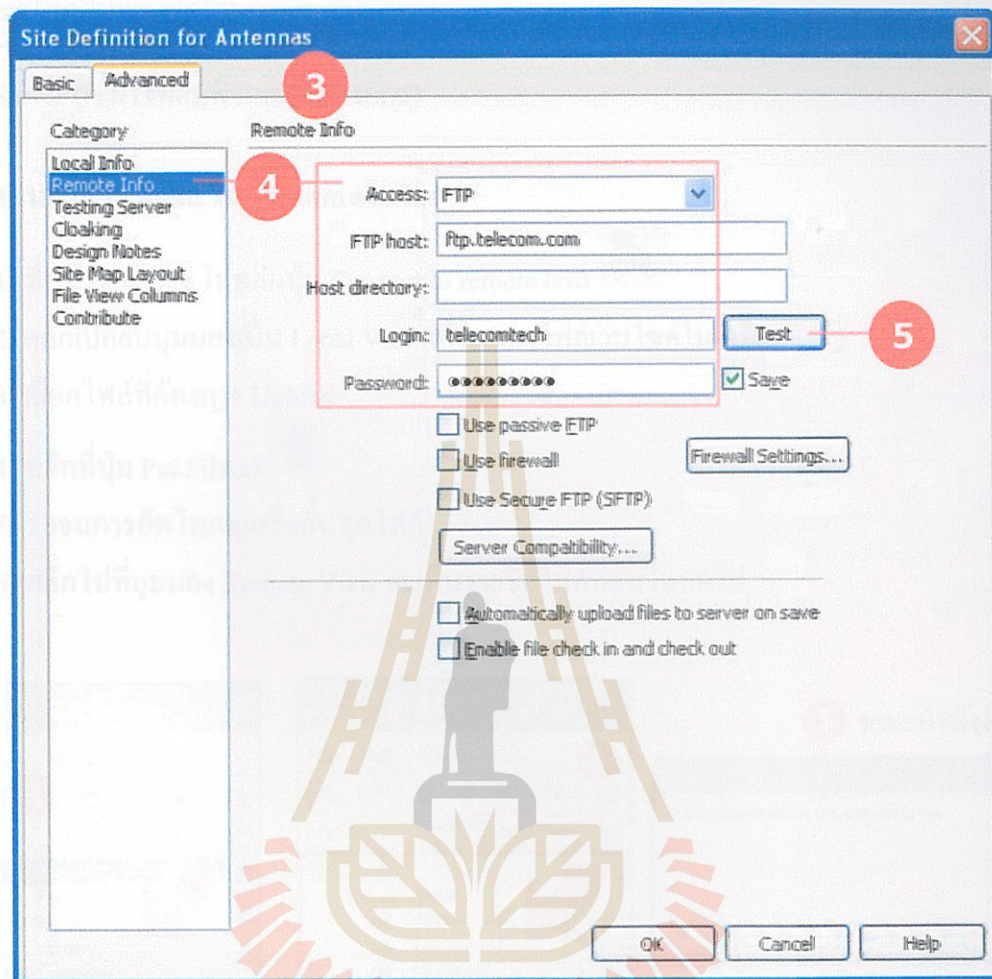 Site Definition for Antennas
Basic
Advanced
3
Category
Remote Info
Local Info
Remote Info
Testing Server
Cloaking
Design Notes
Site Map Layout
File View Columns
Contribute
4
Access: FTP
FTP host: ftp.telecom.com
Host directory:
Login: telecomtech
Test
5
Password: ●●●●●●●●●
Save
Use passive FTP
Use firewall
Firewall Settings...
Use Secure FTP (SFTP)
Server Compatibility...
Automatically upload files to server on save
Enable file check in and check out
OK
Cancel
Help